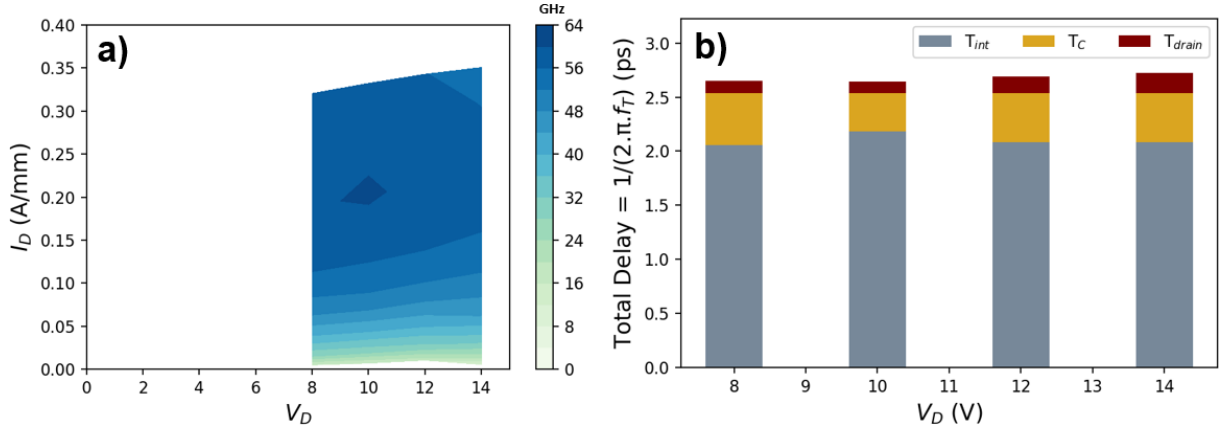 a)
I_D (A/mm)
0.40
0.35
0.30
0.25
0.20
0.15
0.10
0.05
0.00
0 2 4 6 8 10 12 14
V_D
GHz
64
56
48
40
32
24
16
8
0
b)
T_int T_C T_drain
Total Delay = 1/(2.π.f_T) (ps)
3.0
2.5
2.0
1.5
1.0
0.5
0.0
8 9 10 11 12 13 14
V_D (V)